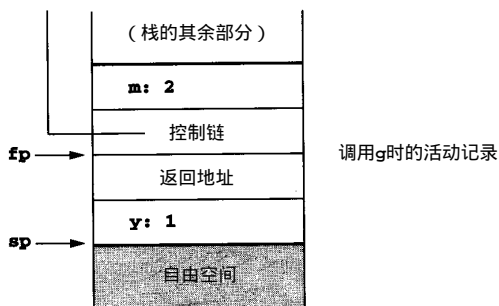 (栈的其余部分)
m: 2
控制链
fp
调用g时的活动记录
返回地址
y: 1
sp
自由空间